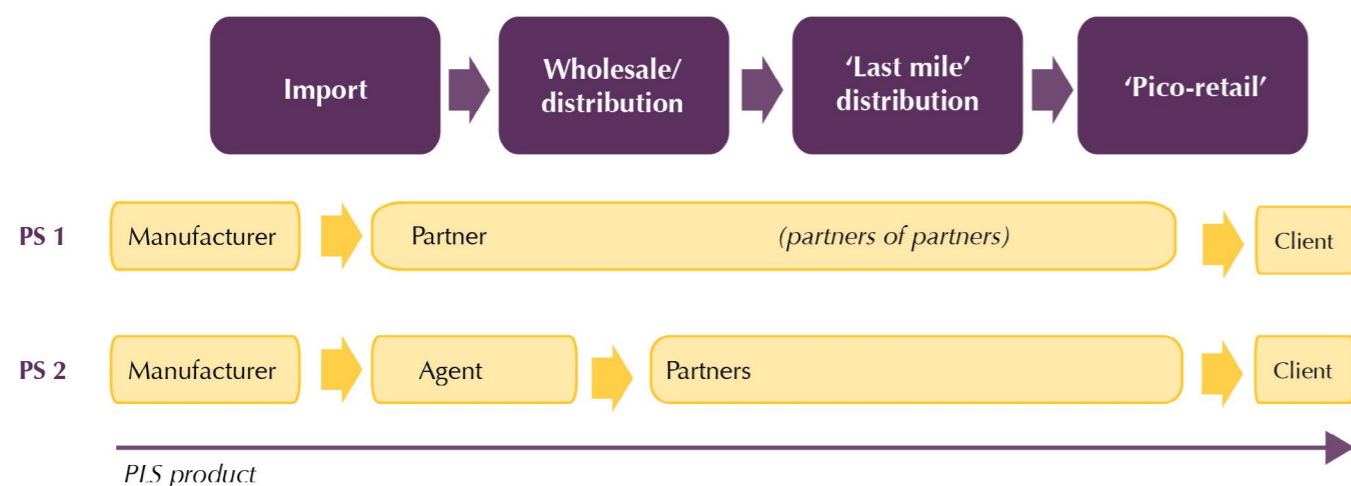 Import
Wholesale/
distribution
‘Last mile’
distribution
‘Pico-retail’
PS 1
Manufacturer
Partner
(partners of partners)
Client
PS 2
Manufacturer
Agent
Partners
Client
PLS product